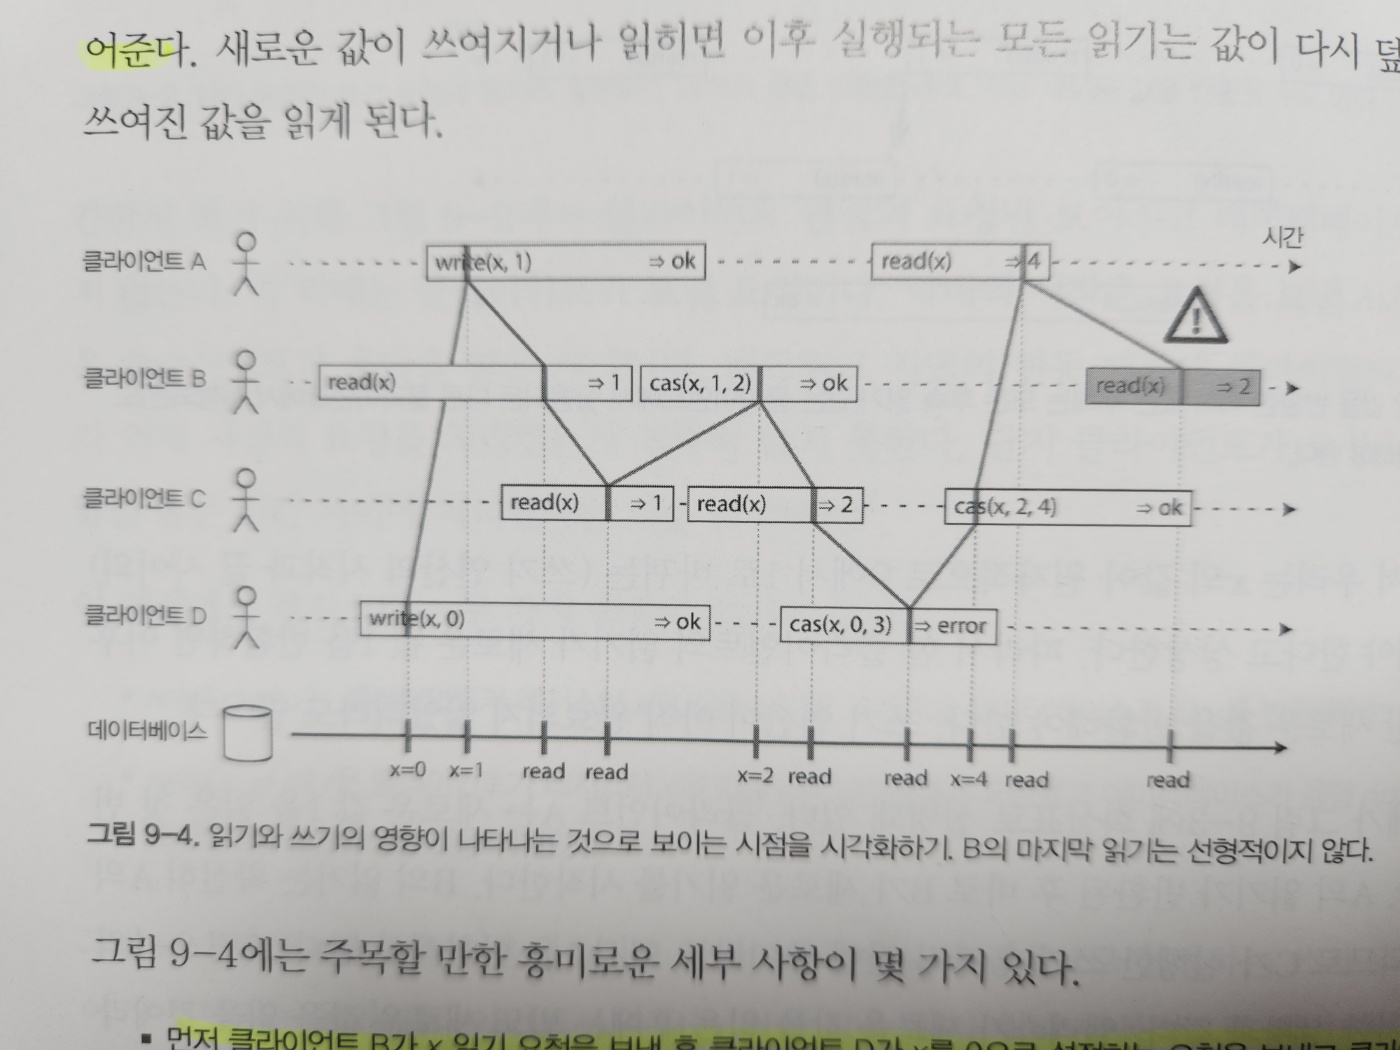 어준다. 새로운 값이 쓰여지거나 읽히면 이후 실행되는 모든 읽기는 값이 다시 덮
쓰여진 값을 읽게 된다.
시간
클라이언트 A write(x, 1) ⇒ ok read(x) ⇒ 4
클라이언트 B read(x) ⇒ 1 cas(x, 1, 2) ⇒ ok read(x) ⇒ 2
클라이언트 C read(x) ⇒ 1 read(x) ⇒ 2 cas(x, 2, 4) ⇒ ok
클라이언트 D write(x, 0) ⇒ ok cas(x, 0, 3) ⇒ error
데이터베이스
x=0 x=1 read read x=2 read read x=4 read read
그림 9-4. 읽기와 쓰기의 영향이 나타나는 것으로 보이는 시점을 시각화하기. B의 마지막 읽기는 선형적이지 않다.
그림 9-4에는 주목할 만한 흥미로운 세부 사항이 몇 가지 있다.
▪ 먼저 클라이언트 B가 x 읽기 요청을 보낸 후 클라이언트 D가 x를 0으로 설정하는 요청을 보내고